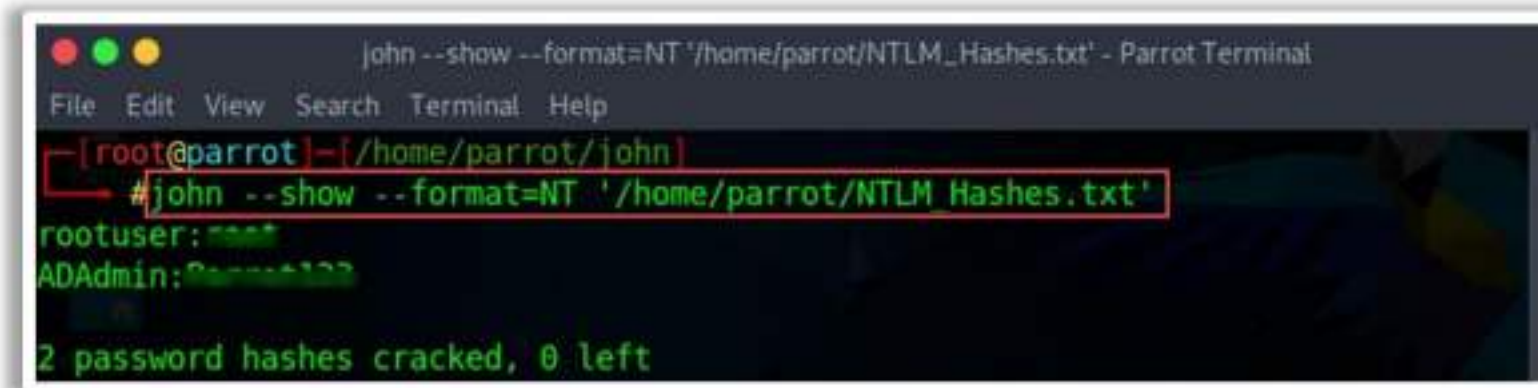 john --show --format=NT '/home/parrot/NTLM_Hashes.txt' - Parrot Terminal
File Edit View Search Terminal Help
[root@parrot]─[/home/parrot/john]
#john --show --format=NT '/home/parrot/NTLM_Hashes.txt'
rootuser:
ADAdmin:
2 password hashes cracked, 0 left